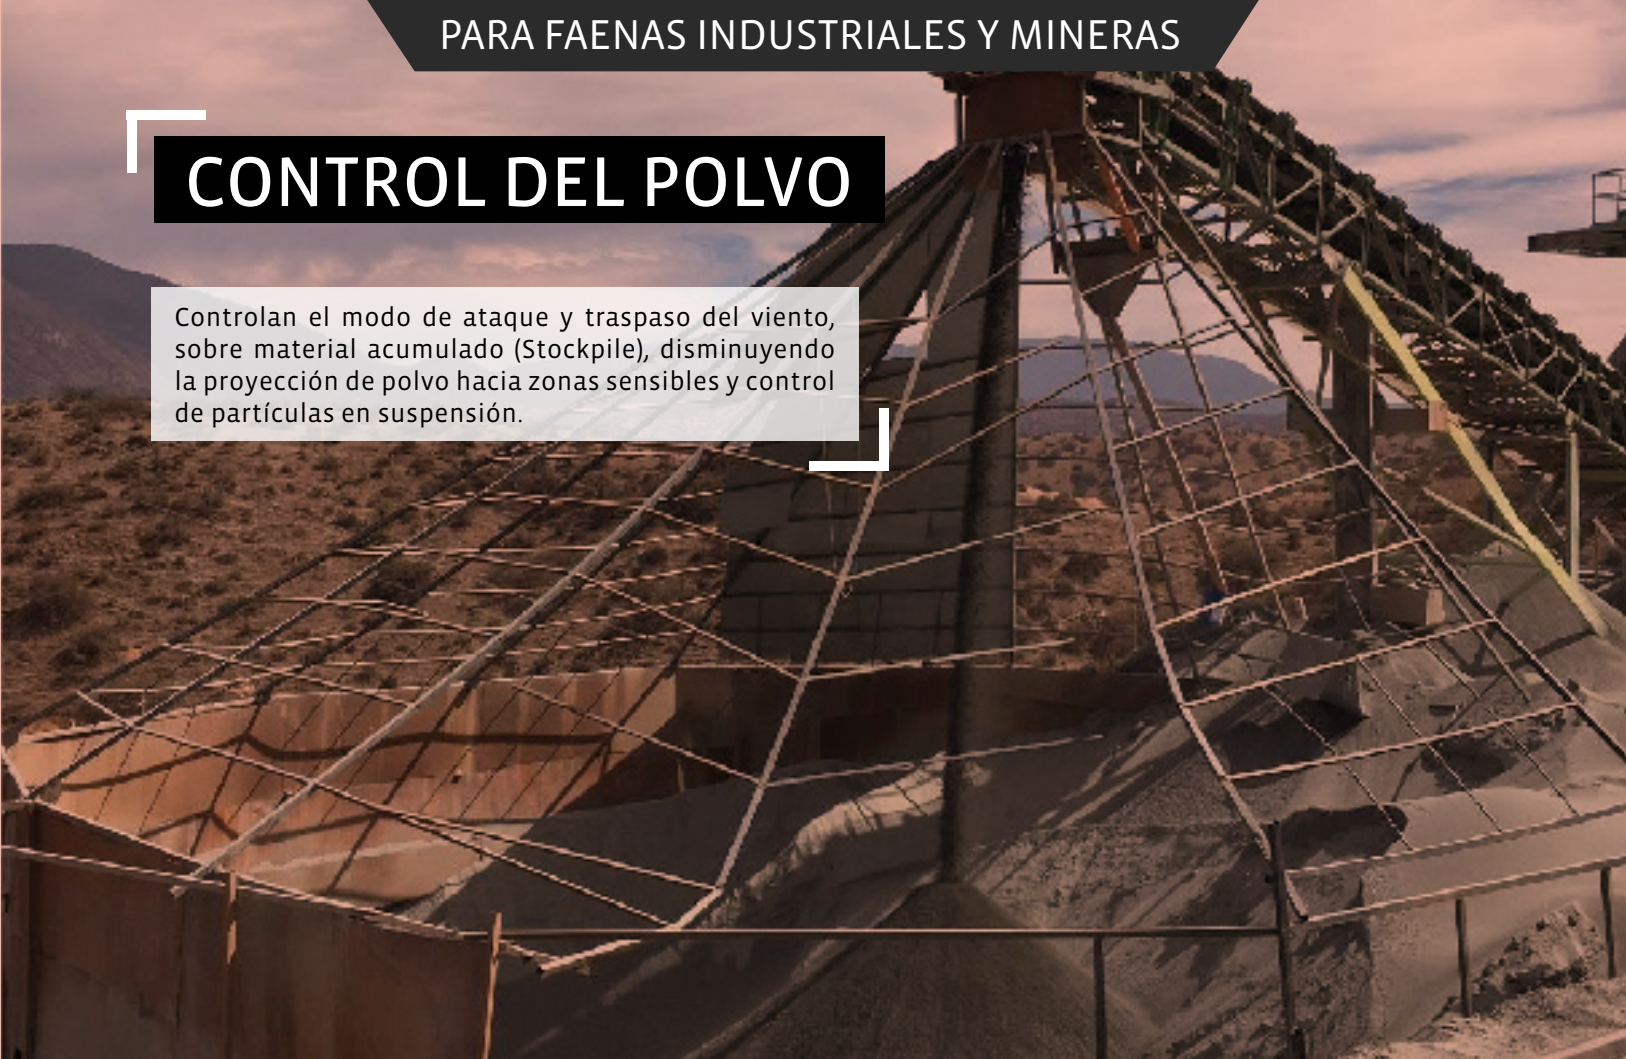 PARA FAENAS INDUSTRIALES Y MINERAS
CONTROL DEL POLVO
Controlan el modo de ataque y traspaso del viento,
sobre material acumulado (Stockpile), disminuyendo
la proyección de polvo hacia zonas sensibles y control
de partículas en suspensión.